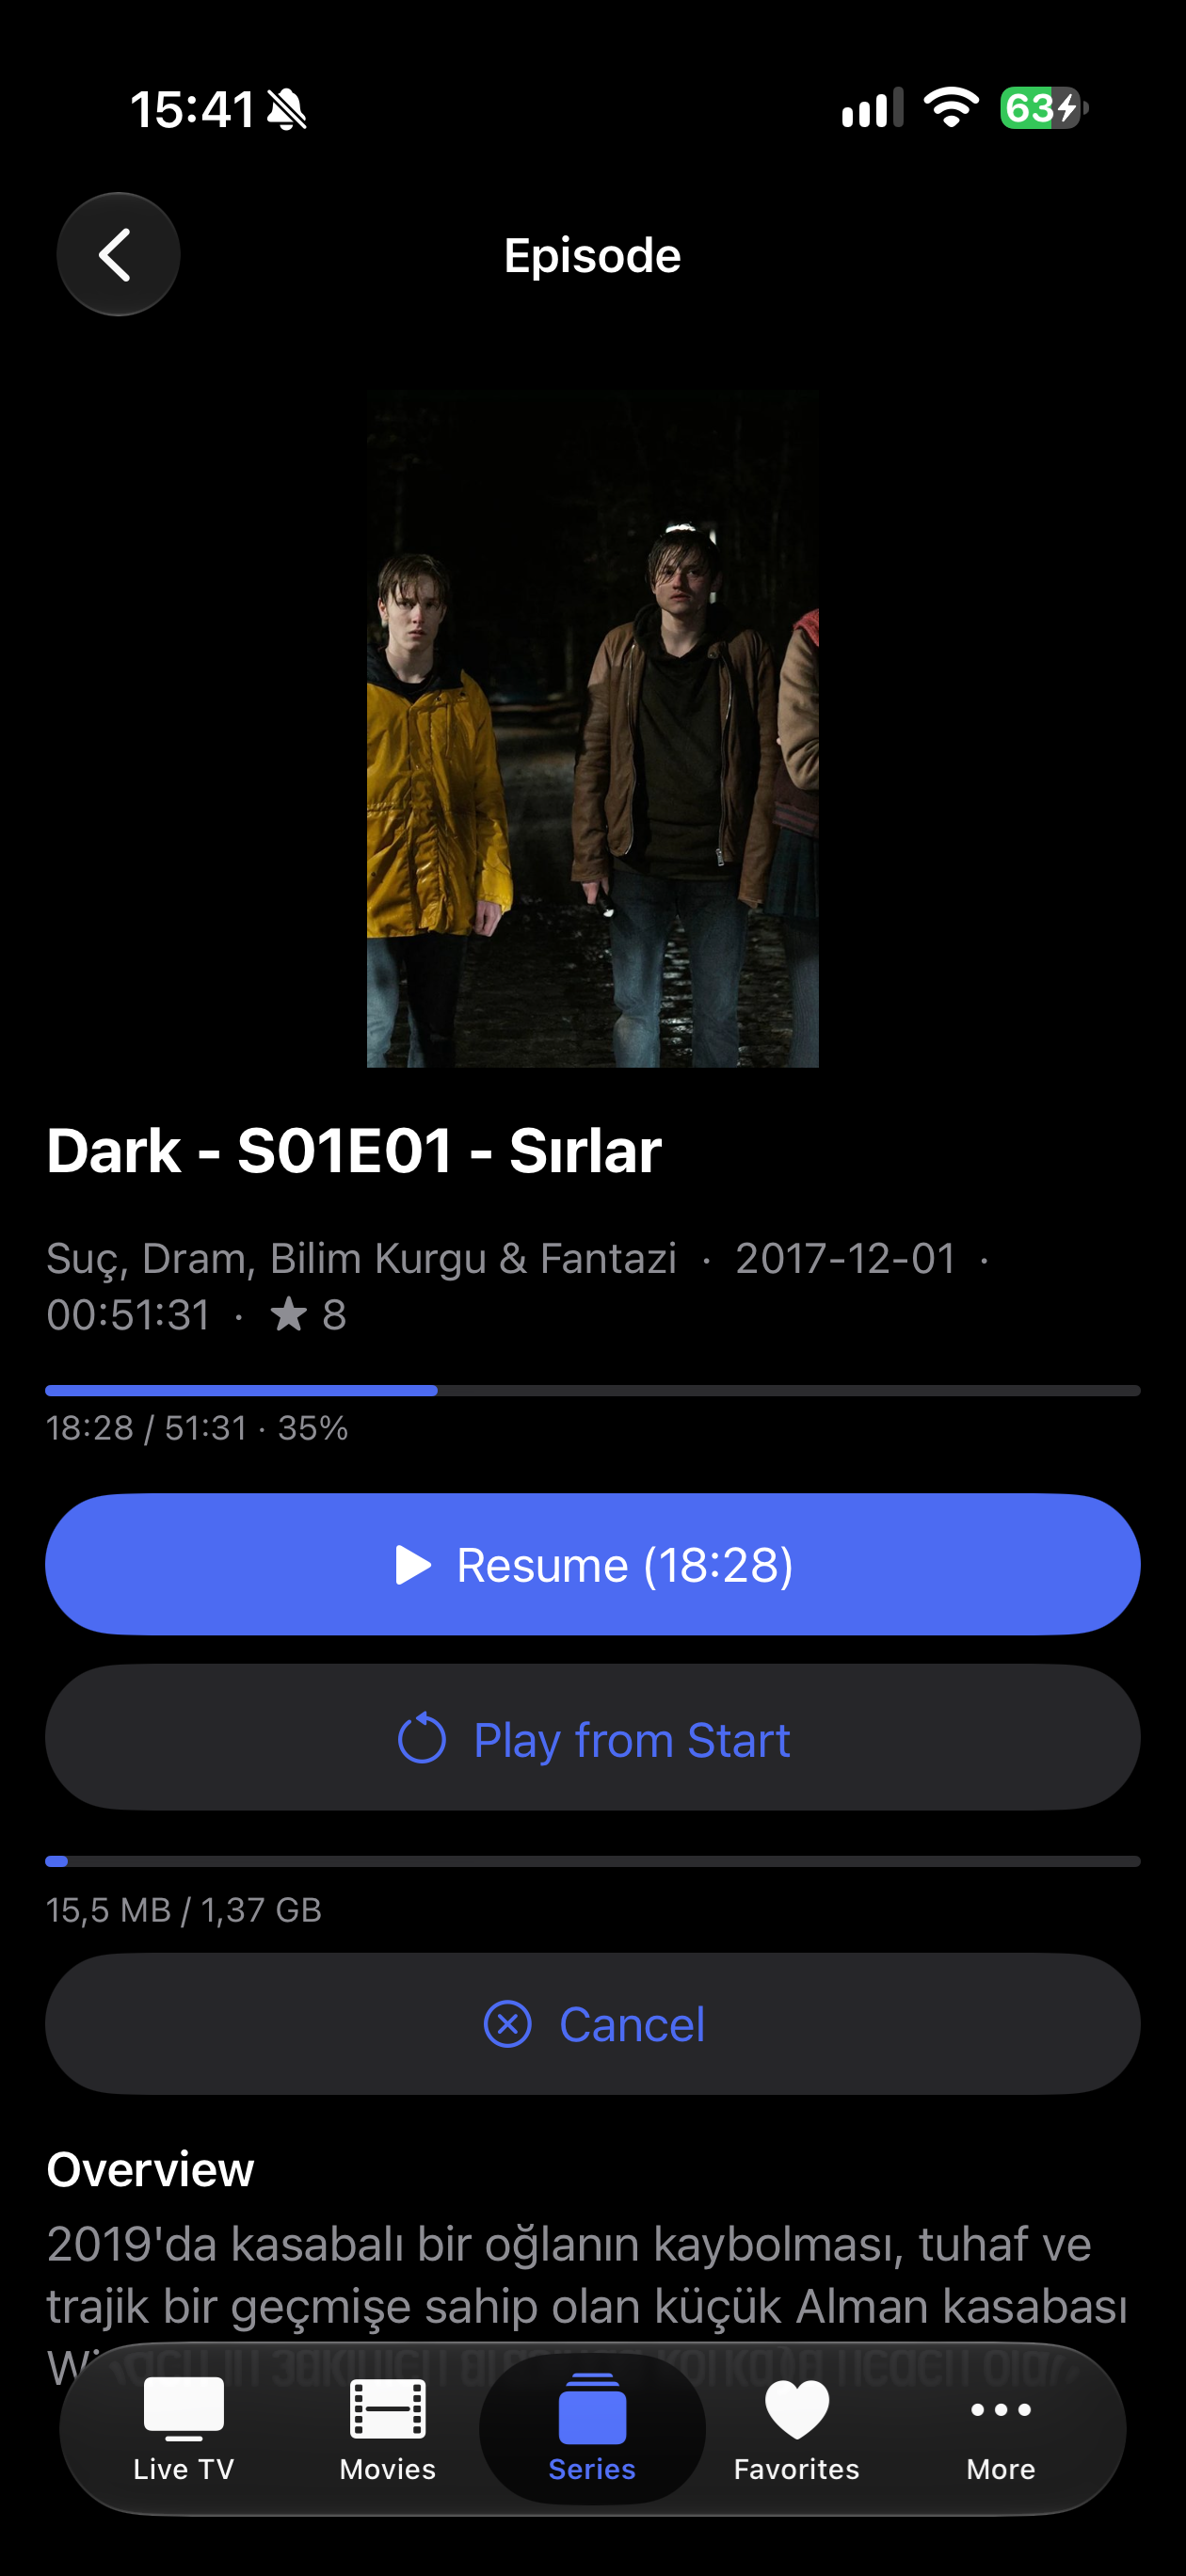 15:41
63
Episode
Dark - S01E01 - Sırlar
Suç, Dram, Bilim Kurgu & Fantazi · 2017-12-01 ·
00:51:31 · ★ 8
18:28 / 51:31 · 35%
Resume (18:28)
Play from Start
15,5 MB / 1,37 GB
Cancel
Overview
2019'da kasabalı bir oğlanın kaybolması, tuhaf ve
trajik bir geçmişe sahip olan küçük Alman kasabası
Live TV
Movies
Series
Favorites
More